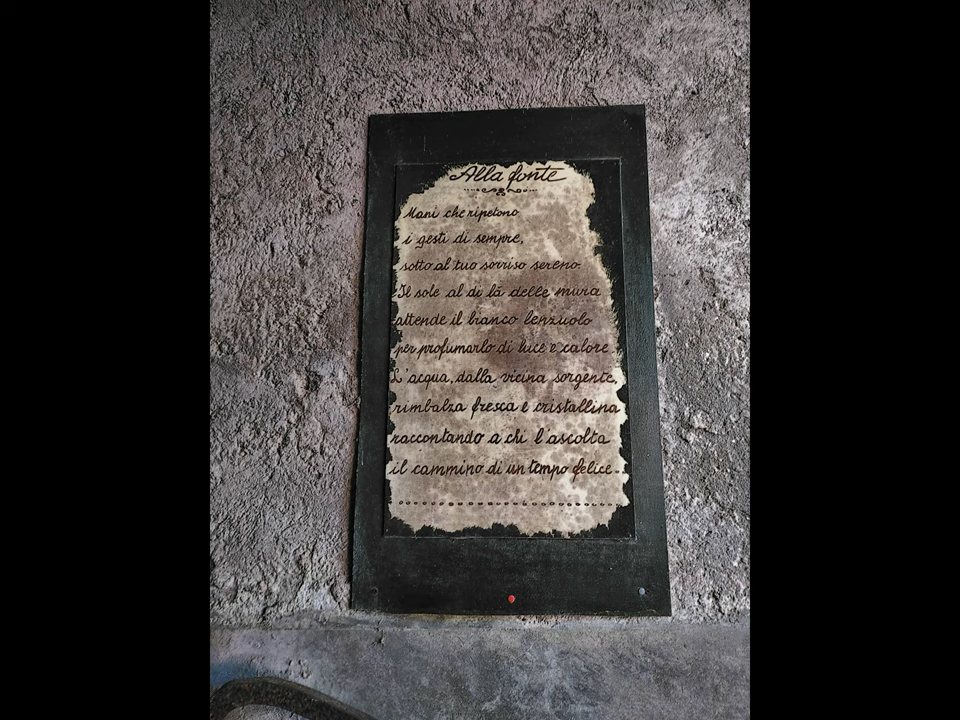 Alla fonte
Mani che ripetono
i gesti di sempre,
sotto al tuo sorriso sereno.
Il sole al di là delle mura
attende il bianco lenzuolo
per profumarlo di luce e calore.
L'acqua, dalla vicina sorgente,
rimbalza fresca e cristallina
raccontando a chi l'ascolta
il cammino di un tempo felice.